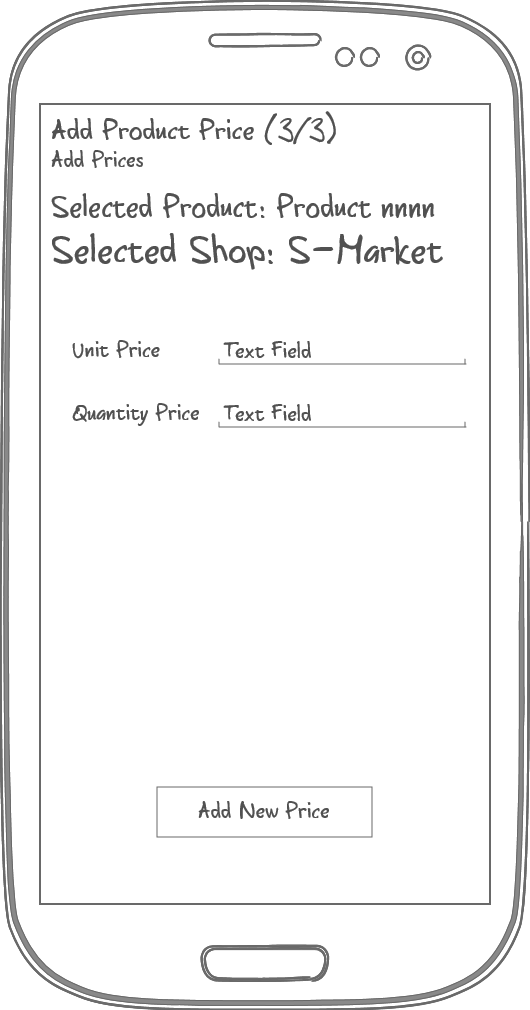 Add Product Price (3/3)
Add Prices
Selected Product: Product nnnn
Selected Shop: S-Market
Unit Price Text Field
Quantity Price Text Field
Add New Price